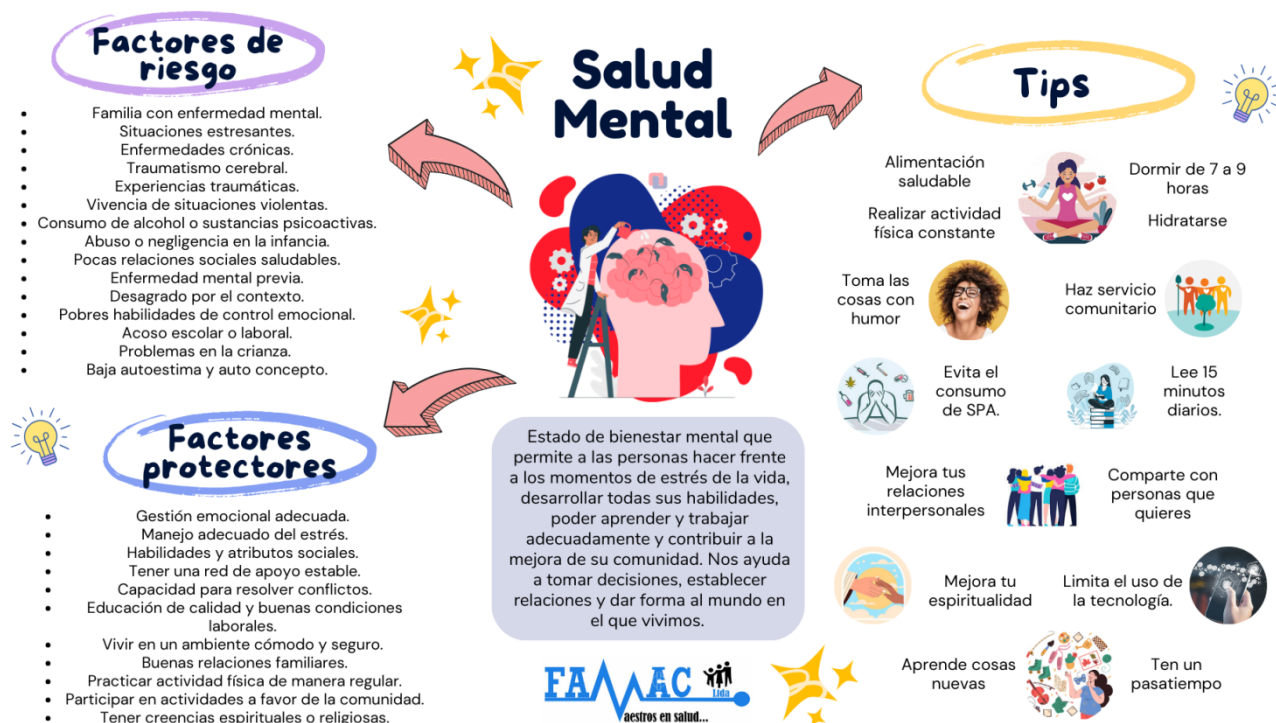 Factores de
riesgo
Familia con enfermedad mental.
Situaciones estresantes.
Enfermedades crónicas.
Traumatismo cerebral.
Experiencias traumáticas.
Vivencia de situaciones violentas.
Consumo de alcohol o sustancias psicoactivas.
Abuso o negligencia en la infancia.
Pocas relaciones sociales saludables.
Enfermedad mental previa.
Desagrado por el contexto.
Pobres habilidades de control emocional.
Acoso escolar o laboral.
Problemas en la crianza.
Baja autoestima y auto concepto.
Factores
protectores
Gestión emocional adecuada.
Manejo adecuado del estrés.
Habilidades y atributos sociales.
Tener una red de apoyo estable.
Capacidad para resolver conflictos.
Educación de calidad y buenas condiciones
laborales.
Vivir en un ambiente cómodo y seguro.
Buenas relaciones familiares.
Practicar actividad física de manera regular.
Participar en actividades a favor de la comunidad.
Tener creencias espirituales o religiosas.
Salud
Mental
Estado de bienestar mental que
permite a las personas hacer frente
a los momentos de estrés de la vida,
desarrollar todas sus habilidades,
poder aprender y trabajar
adecuadamente y contribuir a la
mejora de su comunidad. Nos ayuda
a tomar decisiones, establecer
relaciones y dar forma al mundo en
el que vivimos.
FAMAC
Ltda
aestros en salud...
Tips
Alimentación
saludable
Dormir de 7 a 9
horas
Realizar actividad
física constante
Hidratarse
Toma las
cosas con
humor
Haz servicio
comunitario
Evita el
consumo
de SPA.
Lee 15
minutos
diarios.
Mejora tus
relaciones
interpersonales
Comparte con
personas que
quieres
Mejora tu
espiritualidad
Limita el uso de
la tecnología.
Aprende cosas
nuevas
Ten un
pasatiempo